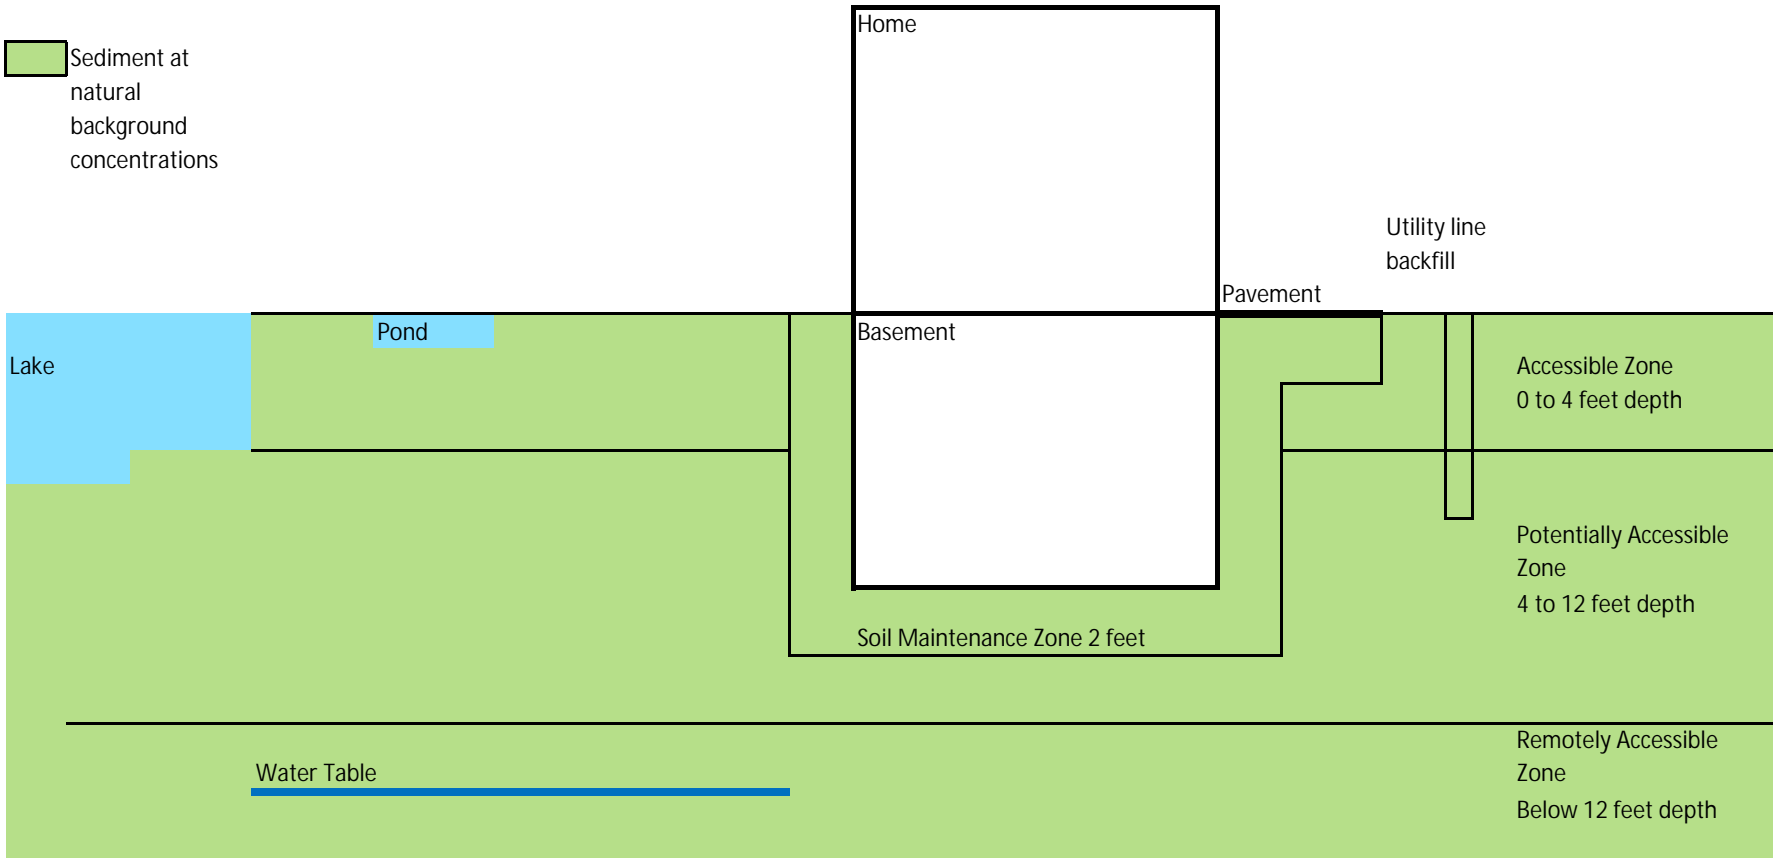 Home
Sediment at
natural
background
concentrations
Utility line
backfill
Pavement
Pond
Basement
Lake
Accessible Zone
0 to 4 feet depth
Potentially Accessible
Zone
4 to 12 feet depth
Soil Maintenance Zone 2 feet
Remotely Accessible
Zone
Below 12 feet depth
Water Table